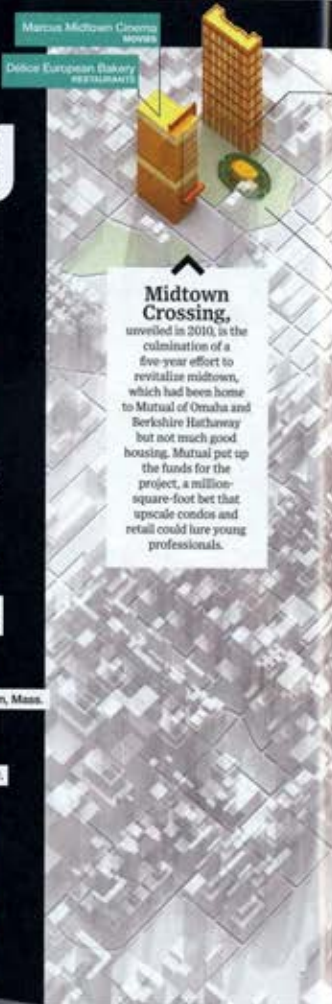 Marcus Midtown Cinema
MOVIES
Délice European Bakery
RESTAURANTS
Midtown
Crossing,
unveiled in 2010, is the
culmination of a
five-year effort to
revitalize midtown,
which had been home
to Mutual of Omaha and
Berkshire Hathaway
but not much good
housing. Mutual put up
the funds for the
project, a million-
square-foot bet that
upscale condos and
retail could lure young
professionals.
n, Mass.